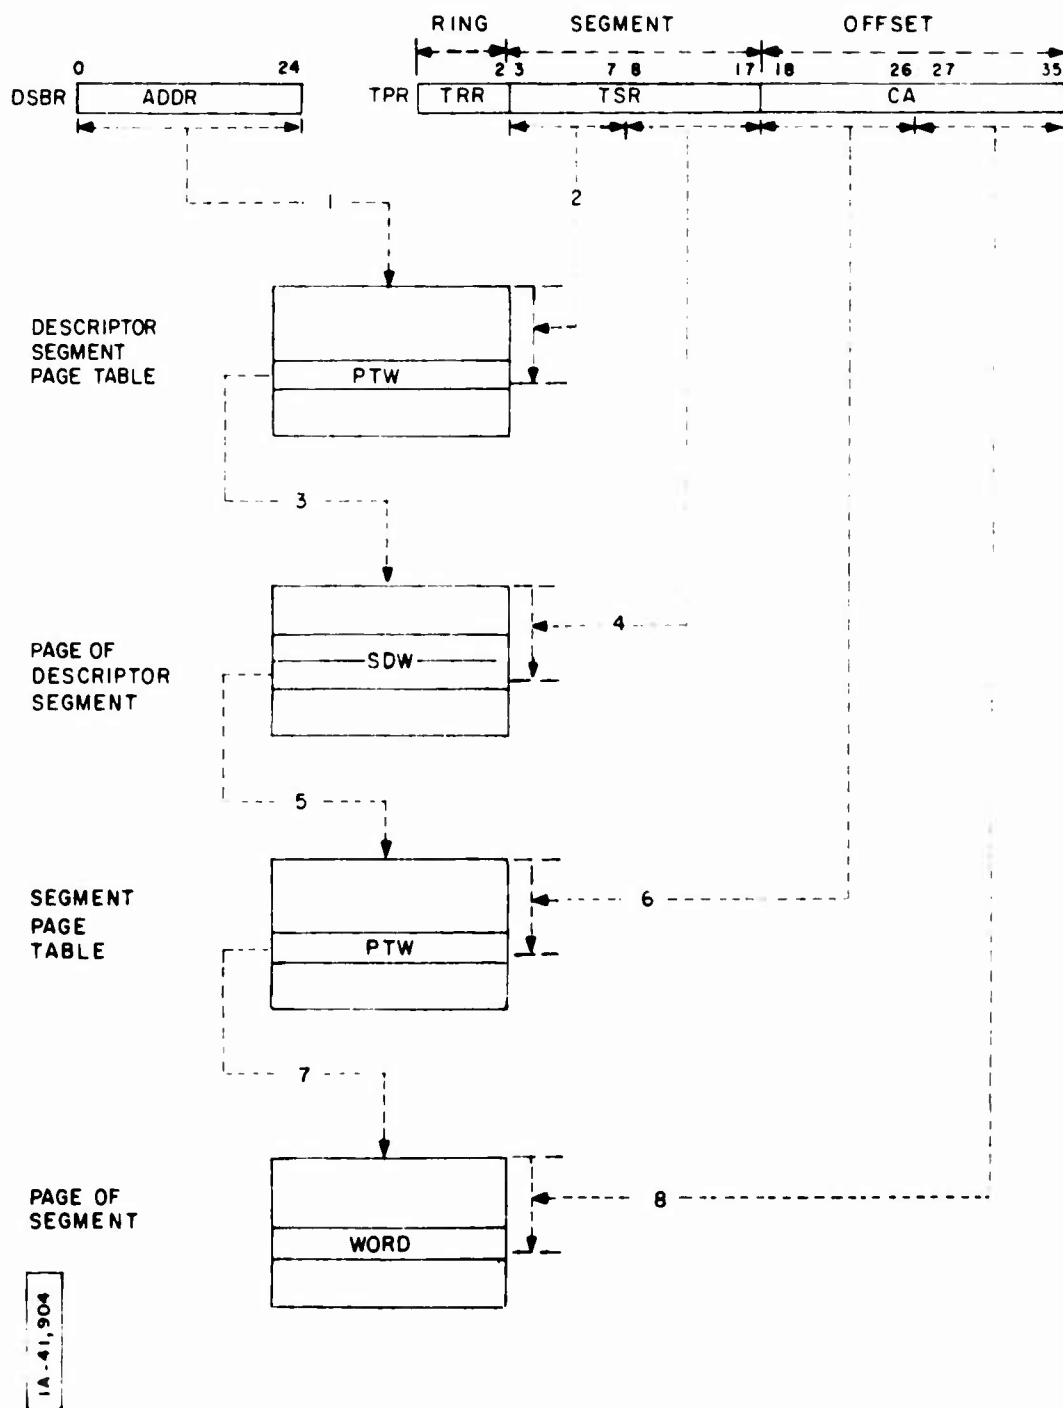 RING SEGMENT OFFSET
0 24 2 3 7 8 17 18 26 27 35
DSBR ADDR TPR TRR TSR CA
1
2
DESCRIPTOR
SEGMENT
PAGE TABLE
PTW
3
4
PAGE OF
DESCRIPTOR
SEGMENT
SDW
5
SEGMENT
PAGE
TABLE
PTW
6
7
PAGE OF
SEGMENT
WORD
8
IA-41,904